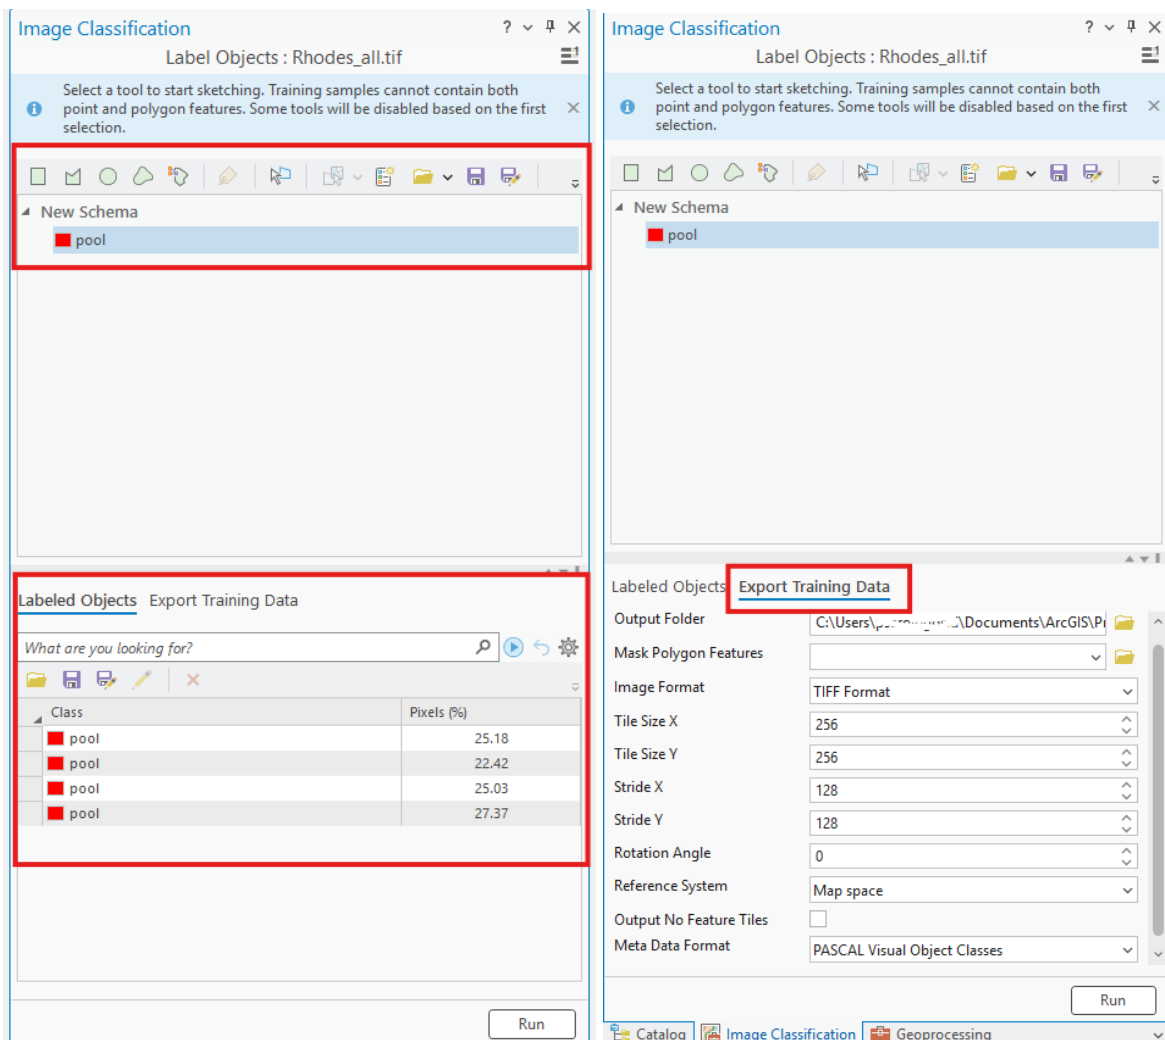 Image Classification
Label Objects : Rhodes_all.tif
Select a tool to start sketching. Training samples cannot contain both
point and polygon features. Some tools will be disabled based on the first
selection.
New Schema
pool
Labeled Objects Export Training Data
What are you looking for?
Class Pixels (%)
pool 25.18
pool 22.42
pool 25.03
pool 27.37
Run
Image Classification
Label Objects : Rhodes_all.tif
Select a tool to start sketching. Training samples cannot contain both
point and polygon features. Some tools will be disabled based on the first
selection.
New Schema
pool
Labeled Objects Export Training Data
Output Folder C:\Users\ \Documents\ArcGIS\Pr
Mask Polygon Features
Image Format TIFF Format
Tile Size X 256
Tile Size Y 256
Stride X 128
Stride Y 128
Rotation Angle 0
Reference System Map space
Output No Feature Tiles
Meta Data Format PASCAL Visual Object Classes
Run
Catalog Image Classification Geoprocessing